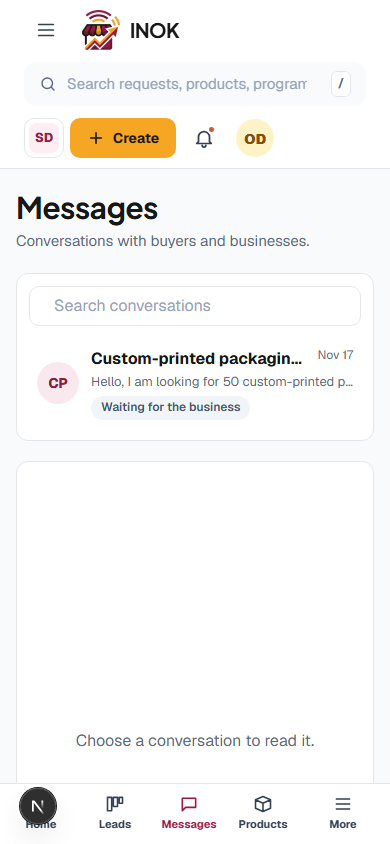 INOK
Search requests, products, program
/
SD
+ Create
OD
Messages
Conversations with buyers and businesses.
Search conversations
Custom-printed packagin...
Nov 17
CP
Hello, I am looking for 50 custom-printed p...
Waiting for the business
Choose a conversation to read it.
N
Home
Leads
Messages
Products
More